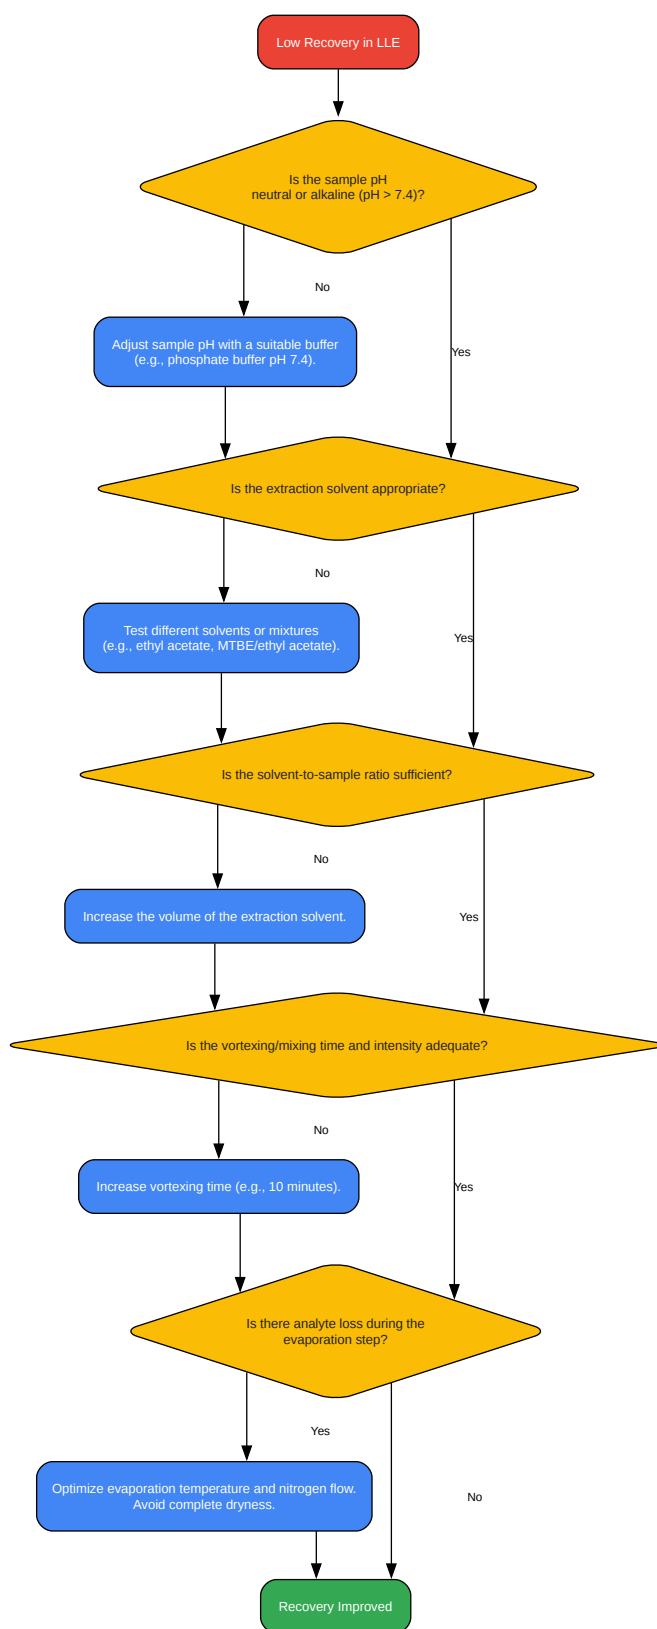 Low Recovery in LLE
Is the sample pH
neutral or alkaline (pH > 7.4)?
No
Adjust sample pH with a suitable buffer
(e.g., phosphate buffer pH 7.4).
Yes
Is the extraction solvent appropriate?
No
Test different solvents or mixtures
(e.g., ethyl acetate, MTBE/ethyl acetate).
Yes
Is the solvent-to-sample ratio sufficient?
No
Increase the volume of the extraction solvent.
Yes
Is the vortexing/mixing time and intensity adequate?
No
Increase vortexing time (e.g., 10 minutes).
Yes
Is there analyte loss during the
evaporation step?
Yes
Optimize evaporation temperature and nitrogen flow.
Avoid complete dryness.
No
Recovery Improved